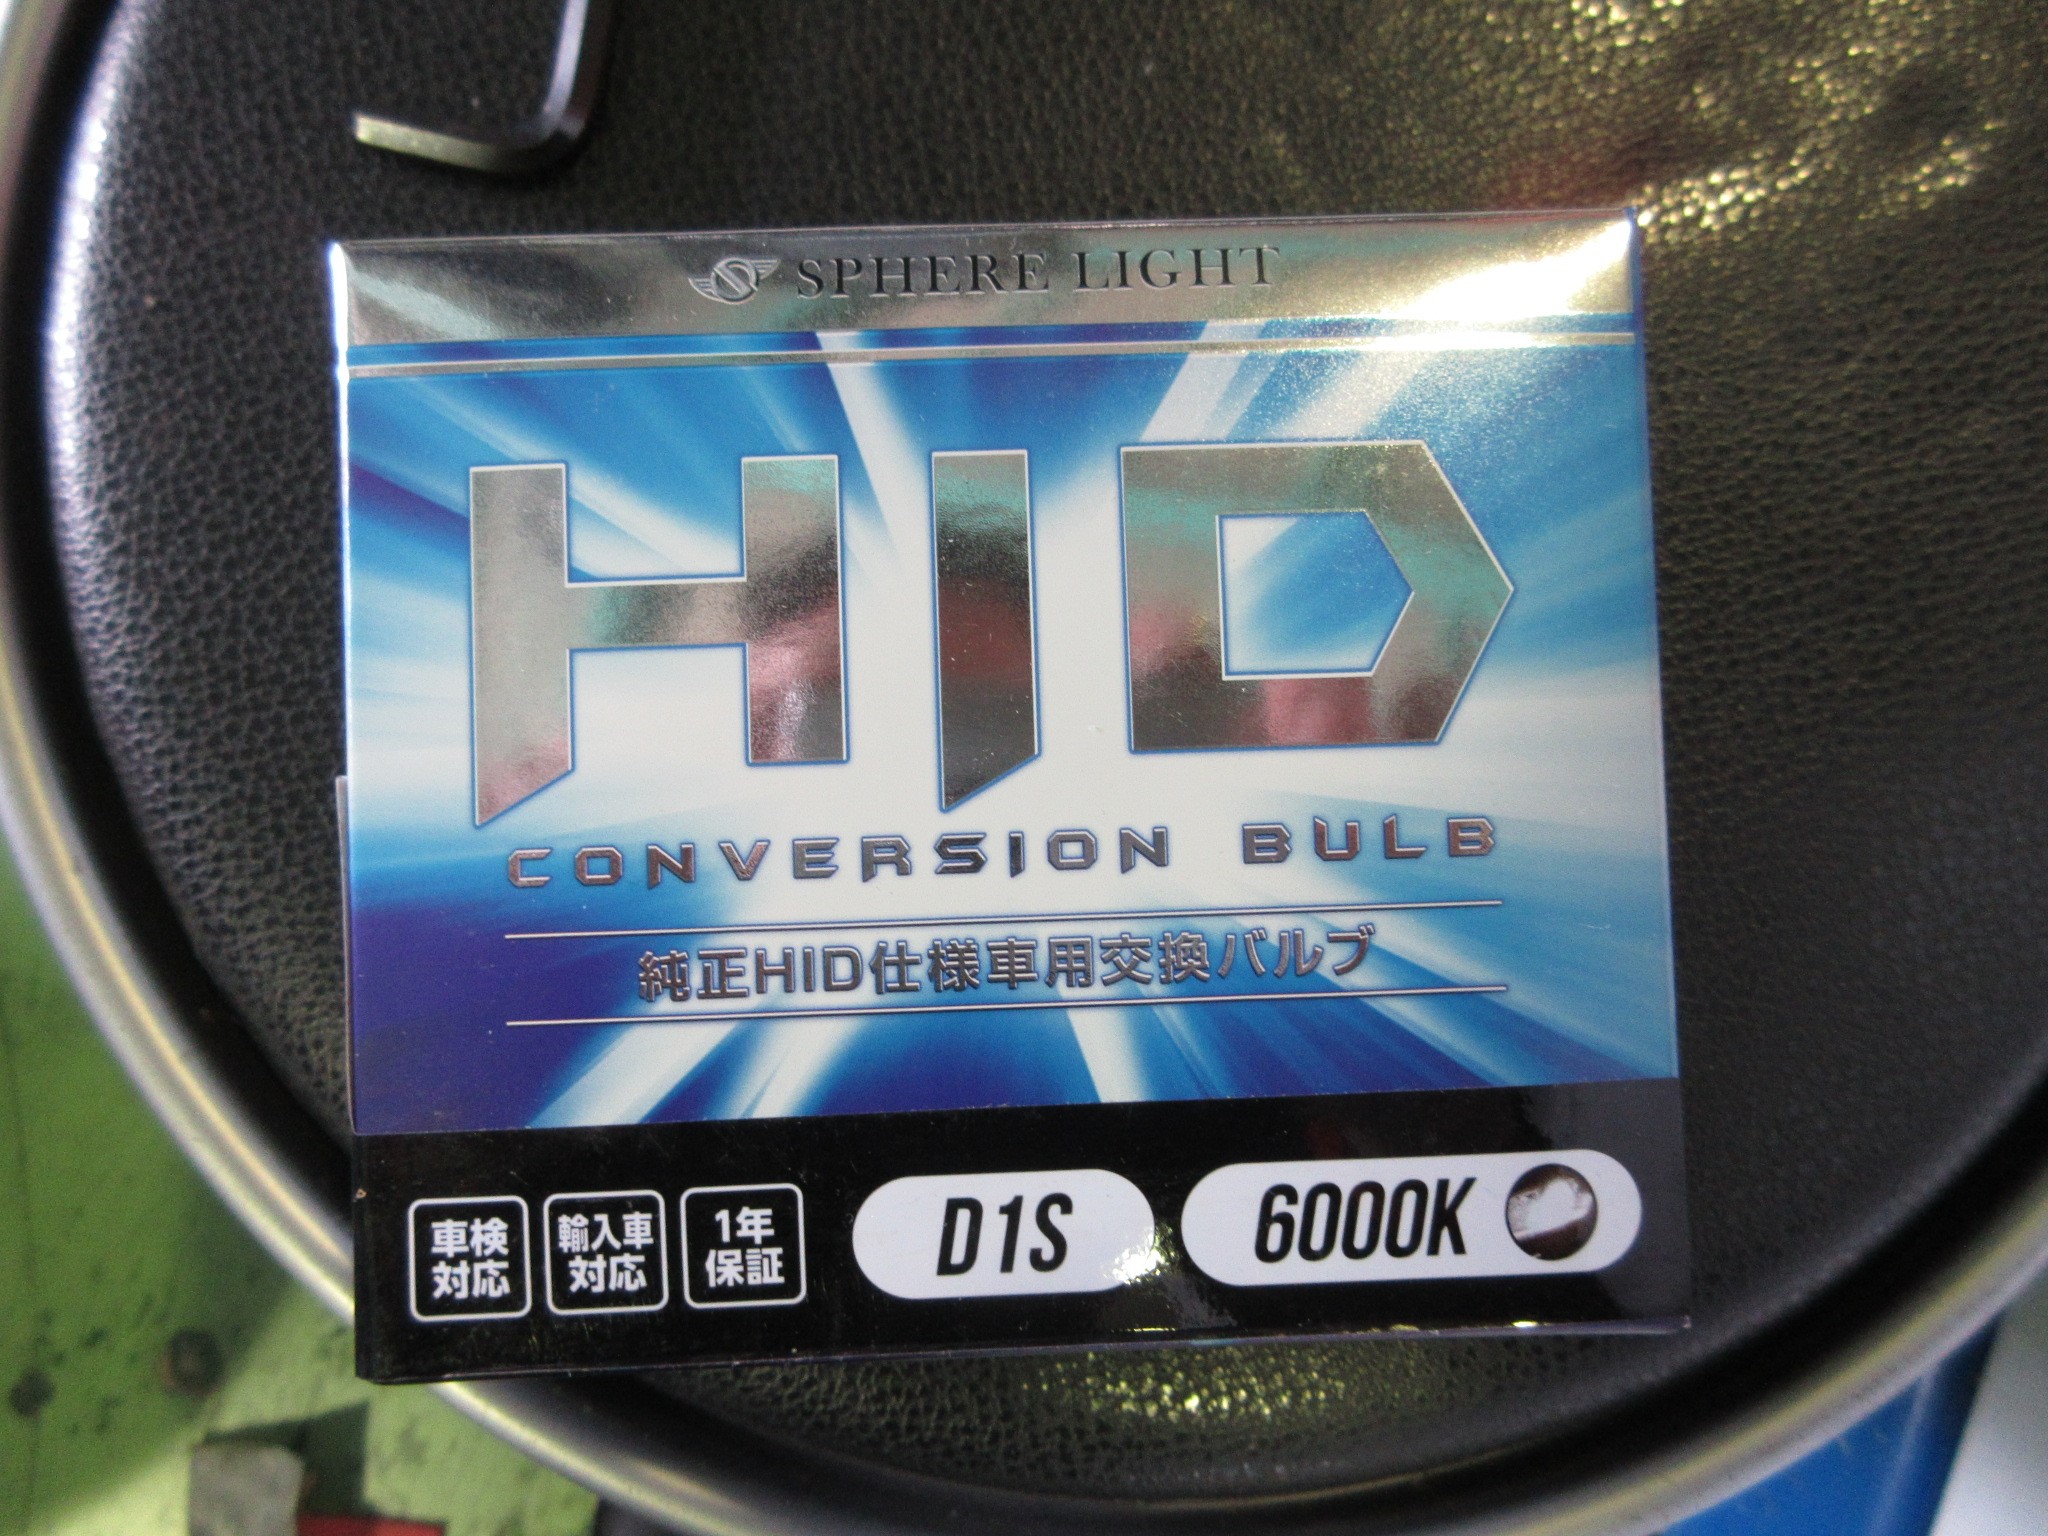 SPHERE LIGHT
HID
CONVERSION BULB
純正HID仕様車用交換バルブ
車検
対応
輸入車
対応
1年
保証
D1S
6000K